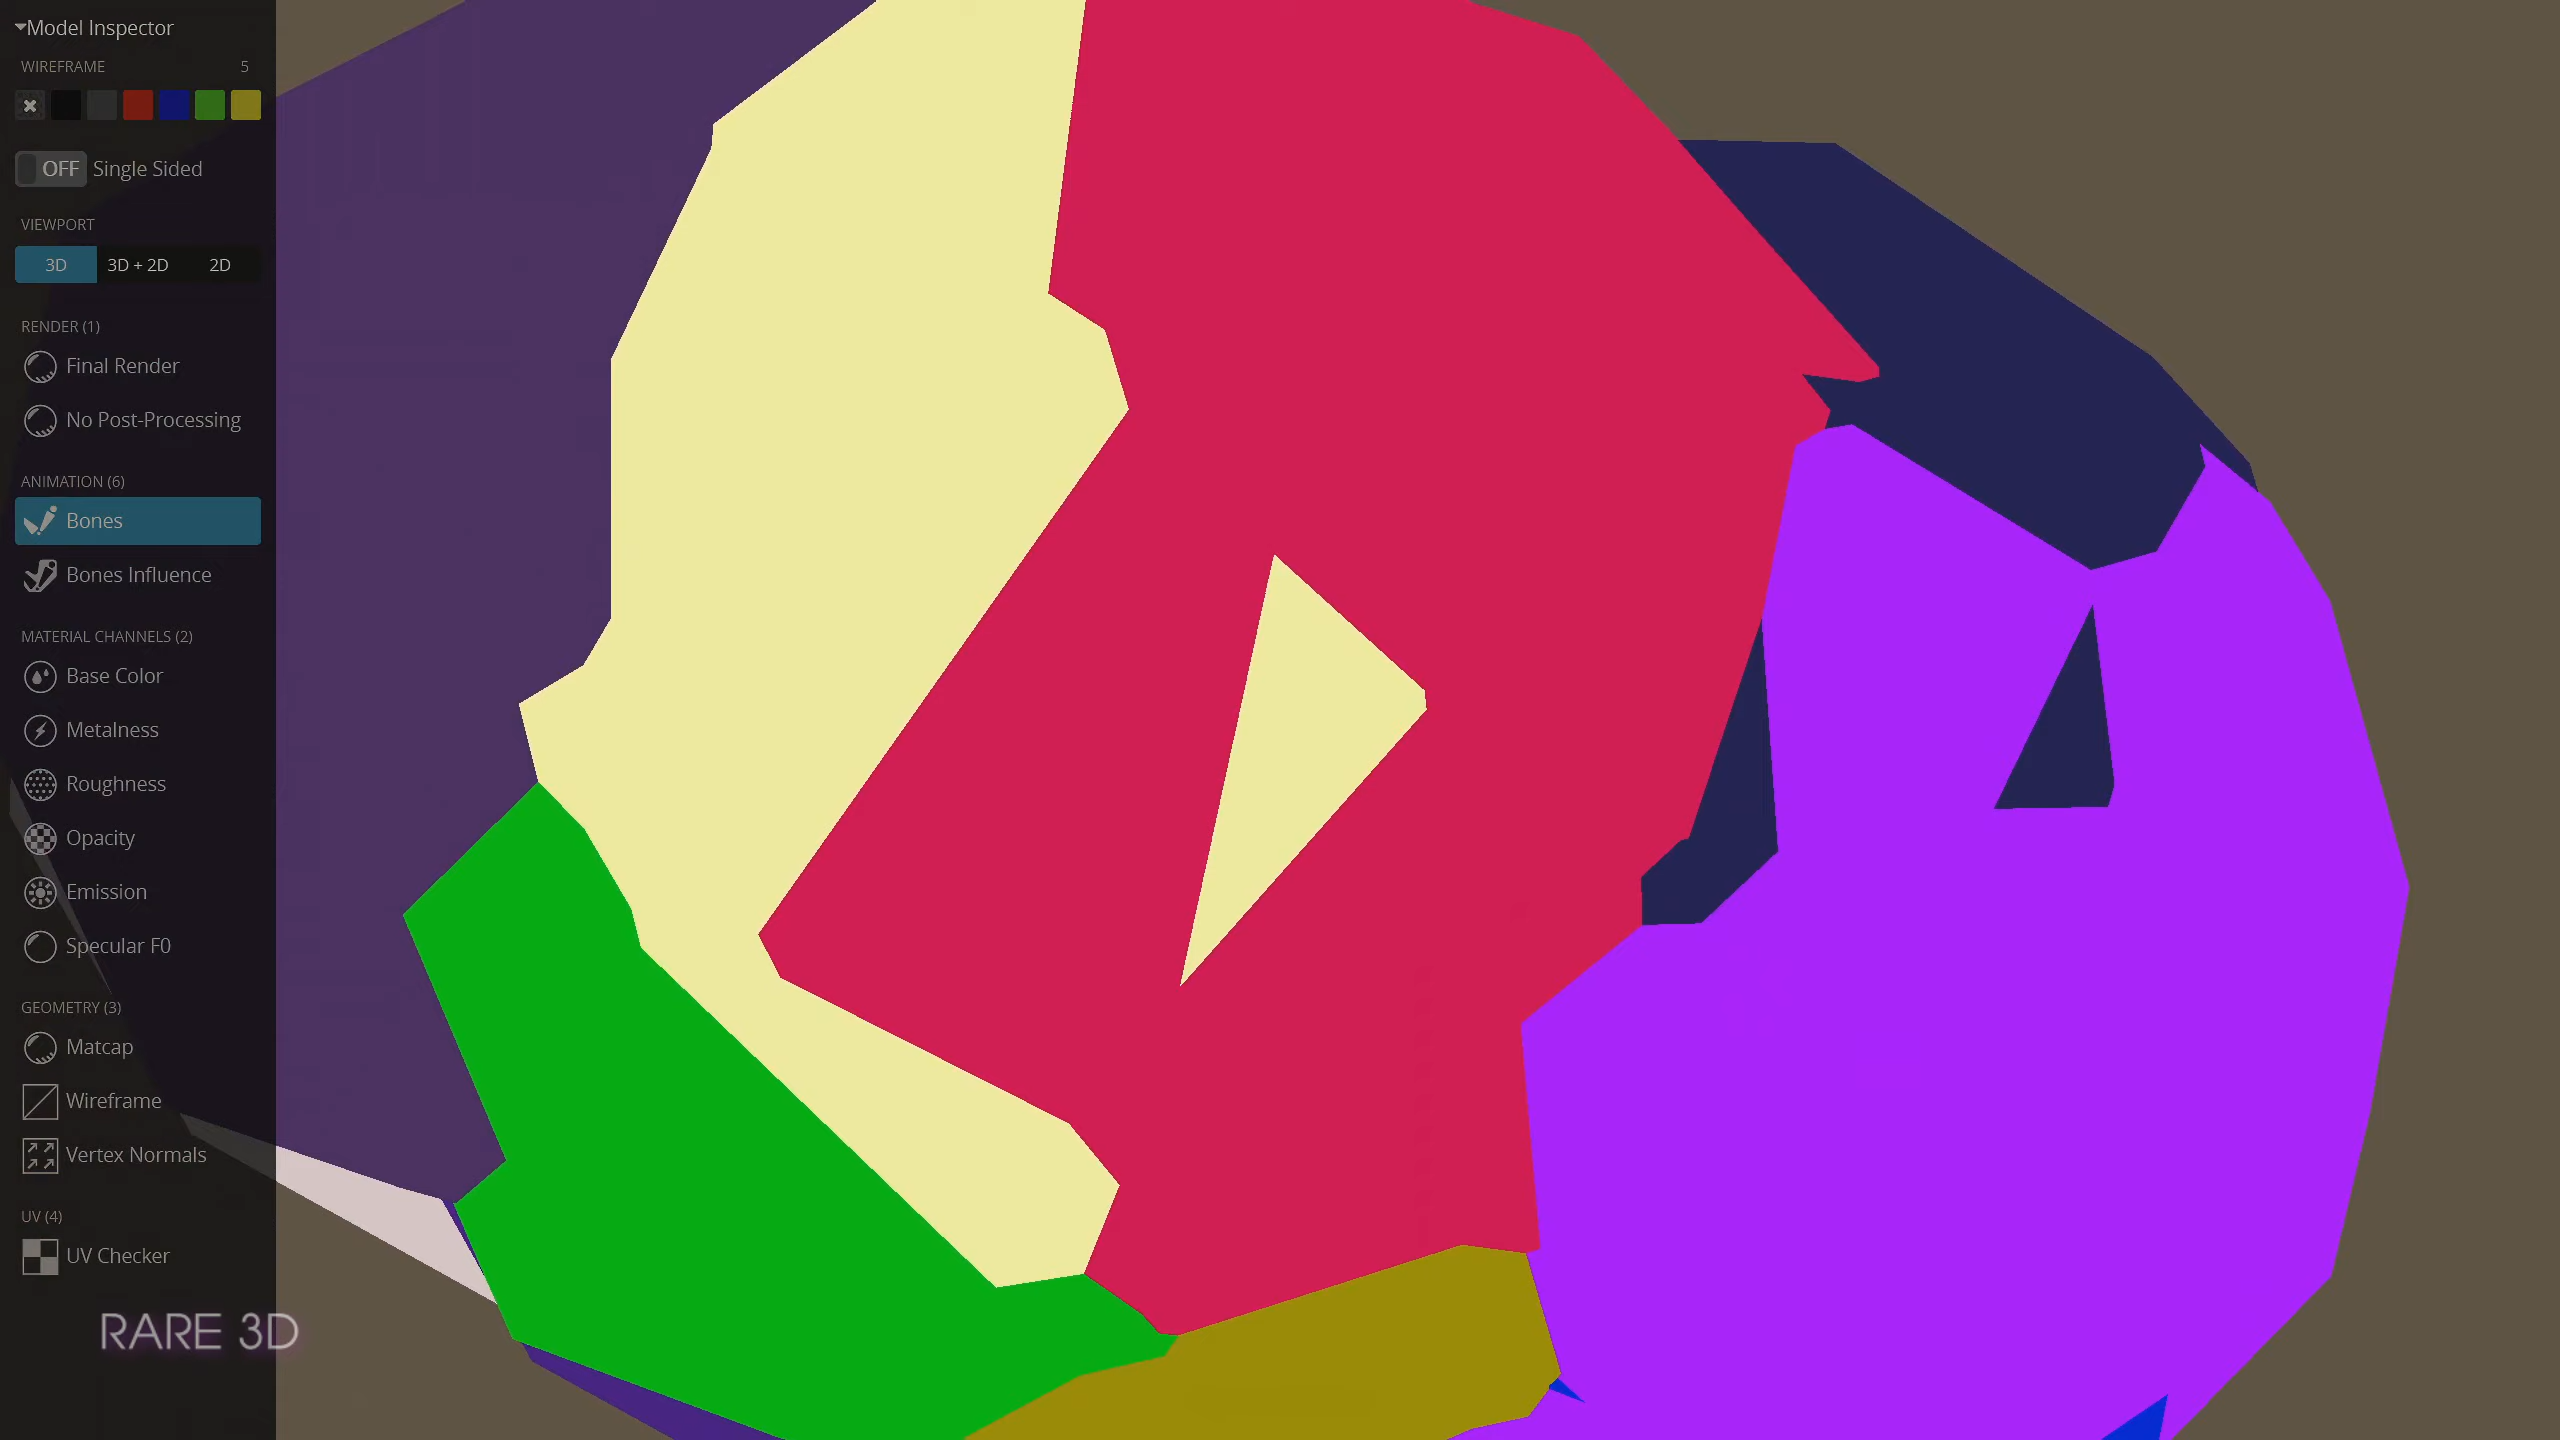 Model Inspector
WIREFRAME 5
OFF Single Sided
VIEWPORT
3D 3D + 2D 2D
RENDER (1)
Final Render
No Post-Processing
ANIMATION (6)
Bones
Bones Influence
MATERIAL CHANNELS (2)
Base Color
Metalness
Roughness
Opacity
Emission
Specular F0
GEOMETRY (3)
Matcap
Wireframe
Vertex Normals
UV (4)
UV Checker
RARE 3D